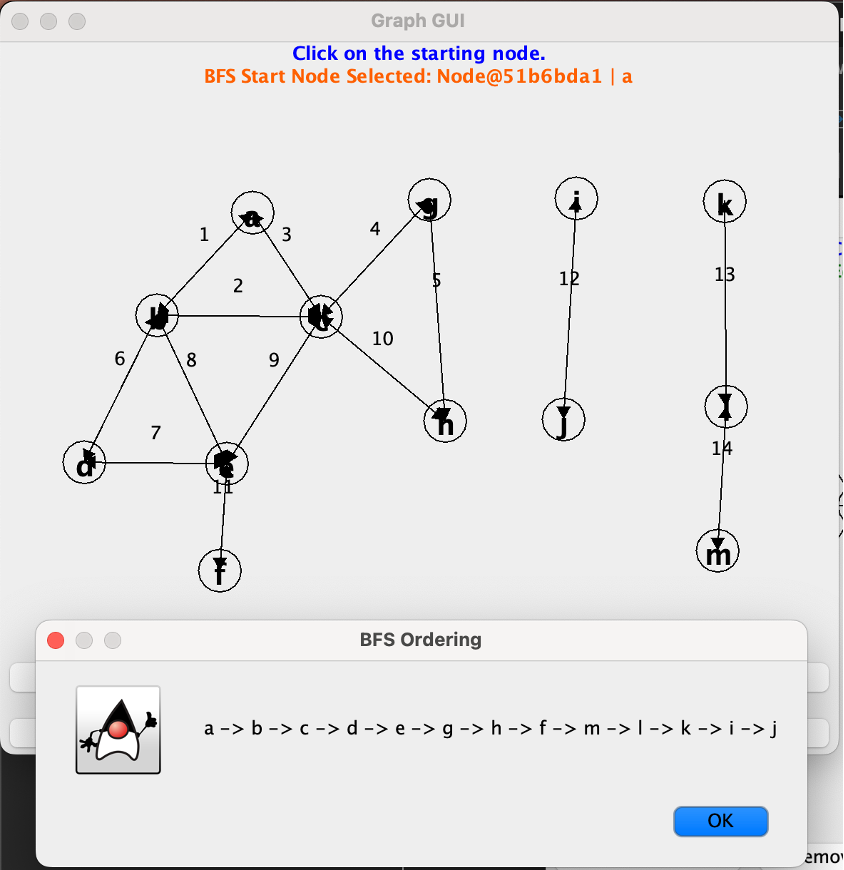 Graph GUI
Click on the starting node.
BFS Start Node Selected: Node@51b6bda1 | a
a
g
i
k
1
3
4
2
5
12
13
b
c
6
8
9
10
7
d
e
h
j
l
14
11
f
m
BFS Ordering
a -> b -> c -> d -> e -> g -> h -> f -> m -> l -> k -> i -> j
OK